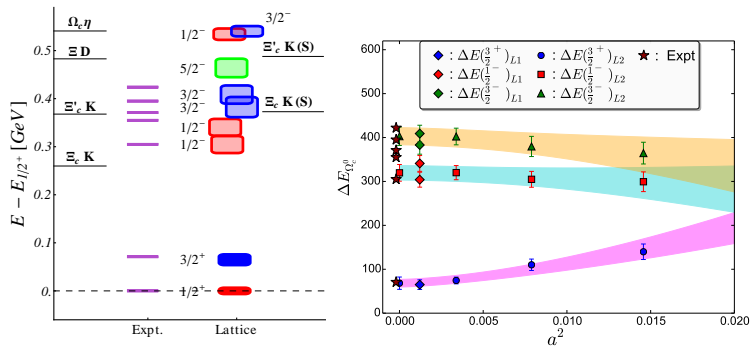 E − E₁/₂⁺ [GeV]
0.5
0.4
0.3
0.2
0.1
0.
Ω_c η
Ξ D
Ξ'_c K
Ξ_c K
3/2⁻
1/2⁻
Ξ'_c K(S)
5/2⁻
3/2⁻
3/2⁻
Ξ_c K(S)
1/2⁻
1/2⁻
3/2⁺
1/2⁺
Expt.
Lattice
ΔE_{Ω_c^0}
600
500
400
300
200
100
0
: ΔE(3/2⁺)_{L1} : ΔE(3/2⁺)_{L2} : Expt
: ΔE(1/2⁻)_{L1} : ΔE(1/2⁻)_{L2}
: ΔE(3/2⁻)_{L1} : ΔE(3/2⁻)_{L2}
0.000 0.005 0.010 0.015 0.020
a²